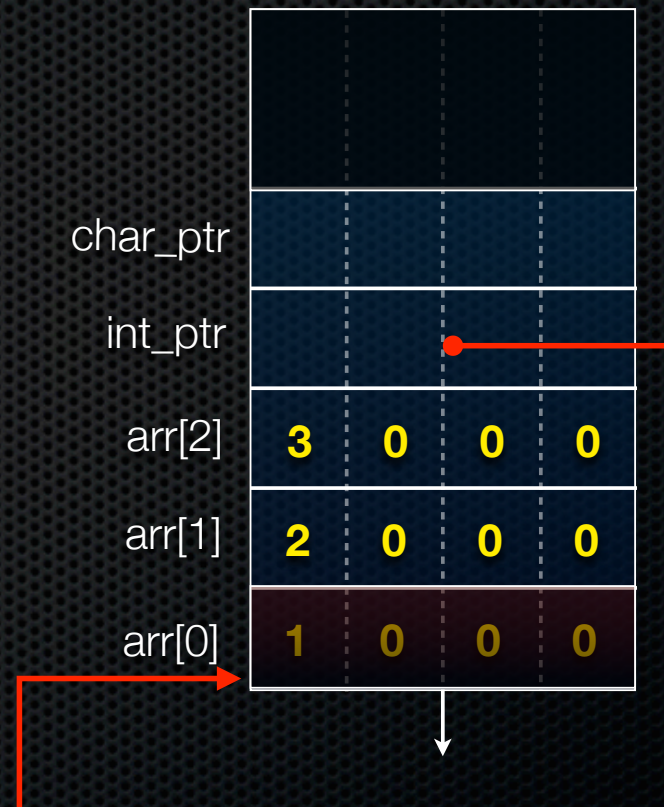 char_ptr
int_ptr
arr[2] 3 0 0 0
arr[1] 2 0 0 0
arr[0] 1 0 0 0